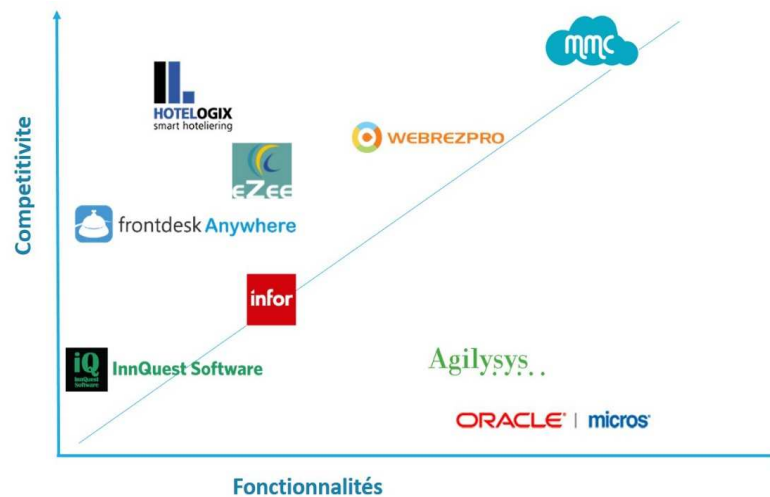 mmc
HOTELOGIX
smart hoteliering
WEBREZPRO
eZee
frontdesk Anywhere
infor
iQ
InnQuest
Software
InnQuest Software
Agilysys
ORACLE | micros
Competitivite
Fonctionnalités